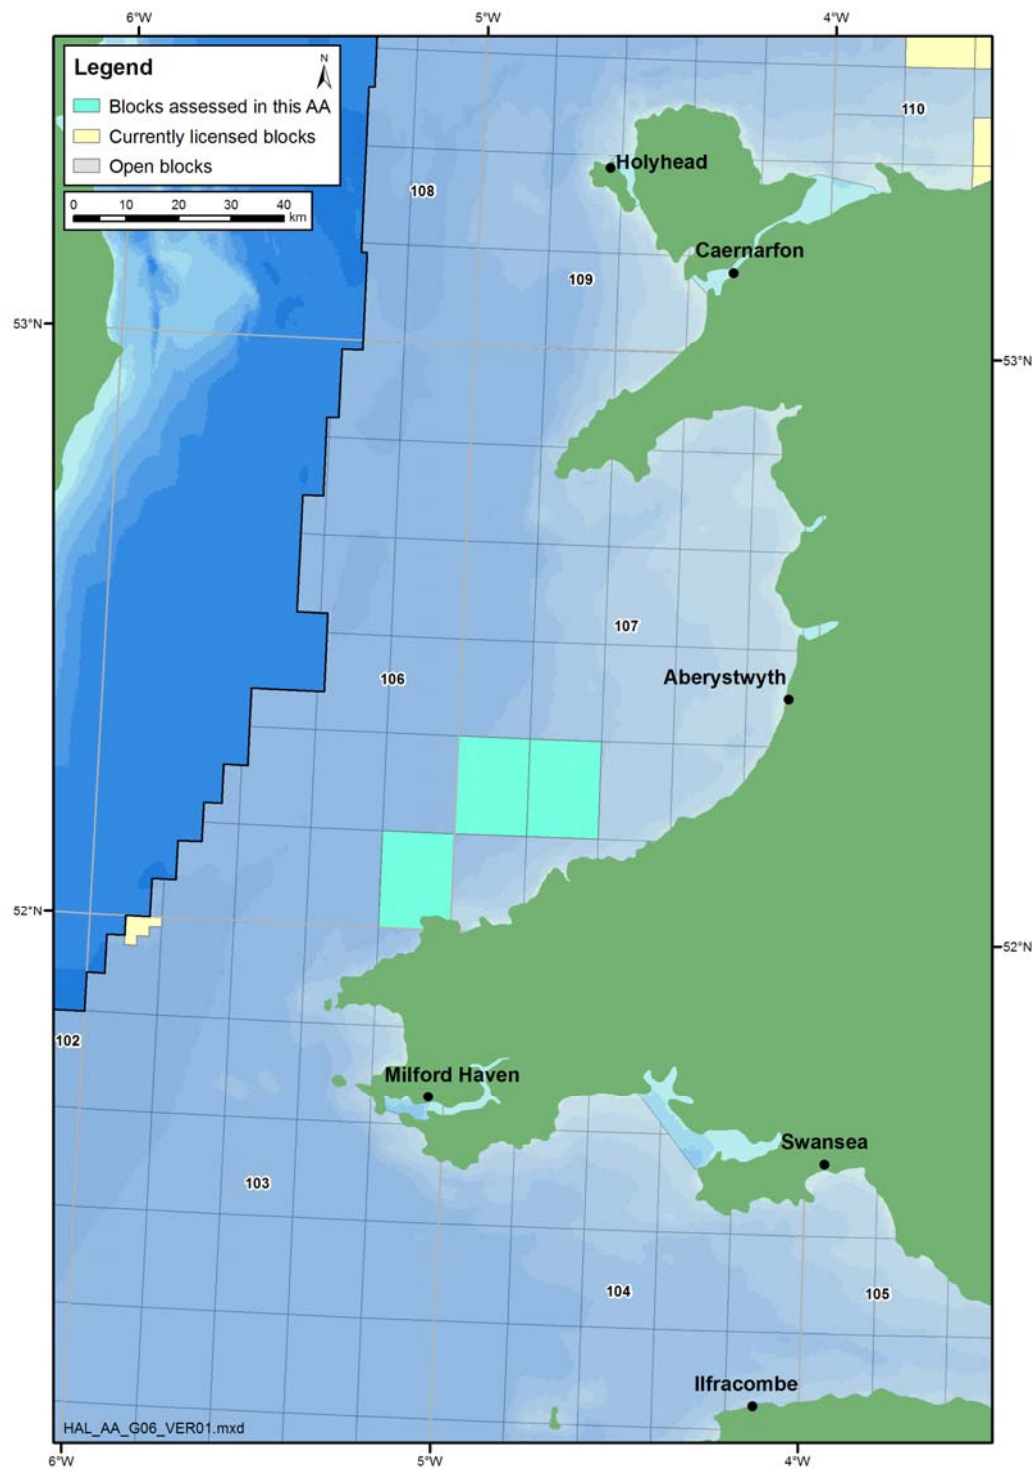 6°W 5°W 4°W
Legend
N
Blocks assessed in this AA
Currently licensed blocks
Open blocks
0 10 20 30 40
km
110
Holyhead
108
Caernarfon
109
53°N
53°N
107
106
Aberystwyth
52°N
52°N
102
Milford Haven
Swansea
103
104
105
Ilfracombe
HAL_AA_G06_VER01.mxd
6°W 5°W 4°W